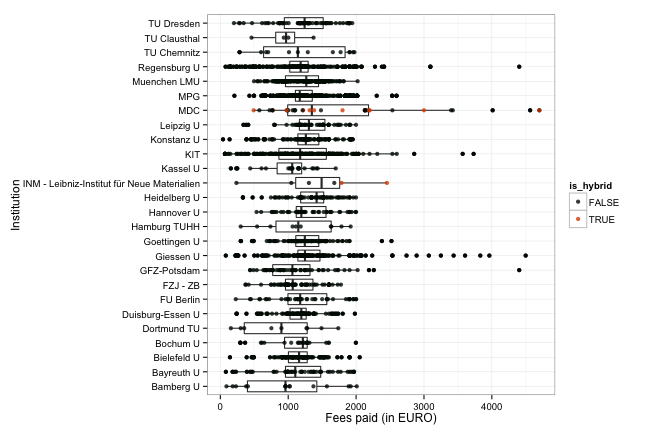 TU Dresden
TU Clausthal
TU Chemnitz
Regensburg U
Muenchen LMU
MPG
MDC
Leipzig U
Konstanz U
KIT
Kassel U
INM - Leibniz-Institut für Neue Materialien
Heidelberg U
Hannover U
Hamburg TUHH
Goettingen U
Giessen U
GFZ-Potsdam
FZJ - ZB
FU Berlin
Duisburg-Essen U
Dortmund TU
Bochum U
Bielefeld U
Bayreuth U
Bamberg U
Institution
0 1000 2000 3000 4000
Fees paid (in EURO)
is_hybrid
FALSE
TRUE